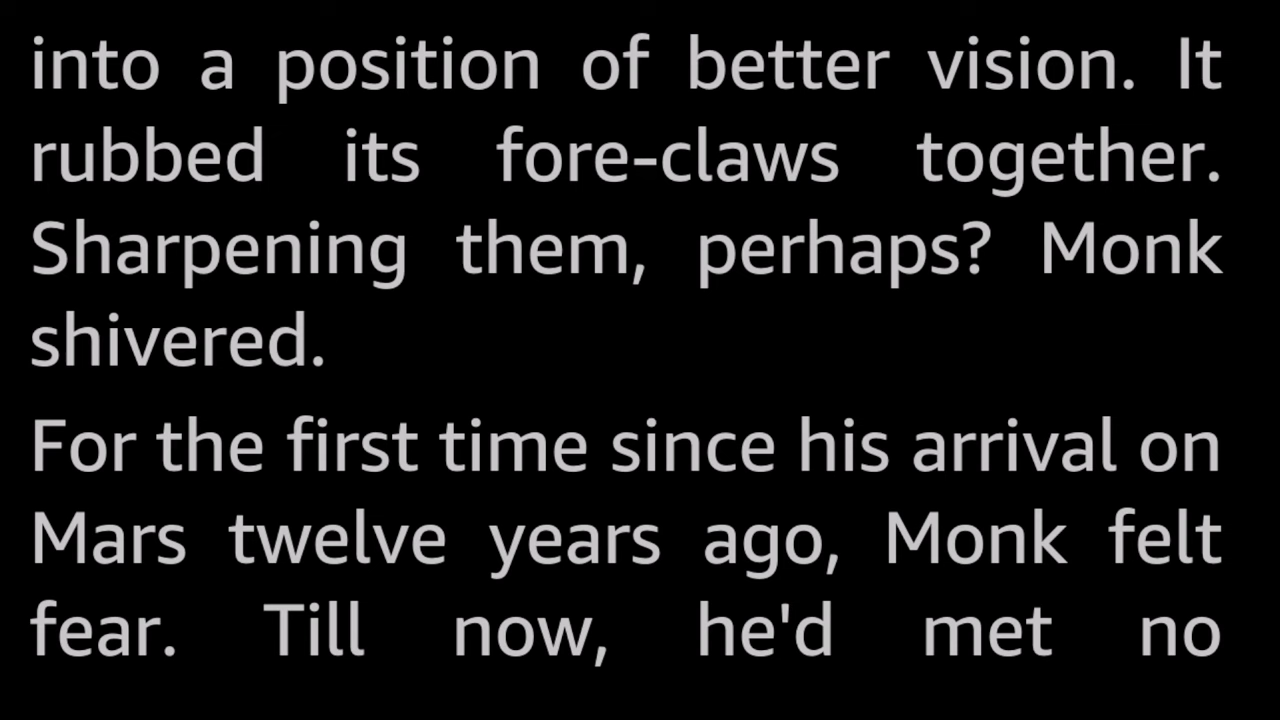 into a position of better vision. It
rubbed its fore-claws together.
Sharpening them, perhaps? Monk
shivered.
For the first time since his arrival on
Mars twelve years ago, Monk felt
fear. Till now, he'd met no